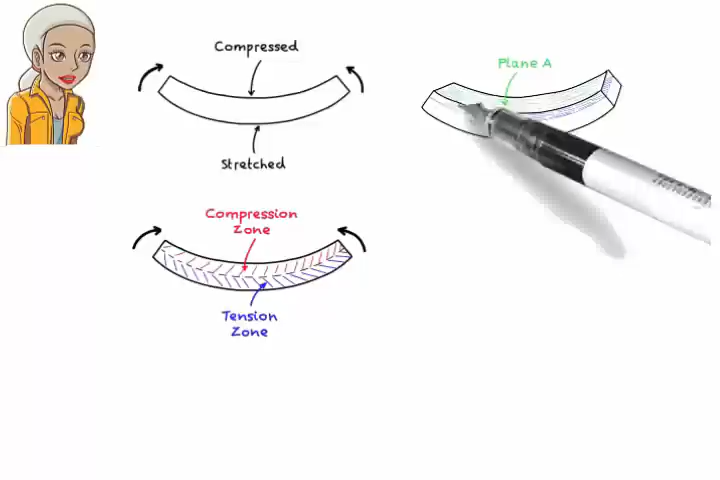 Compressed
Stretched
Plane A
Compression
Zone
Tension
Zone